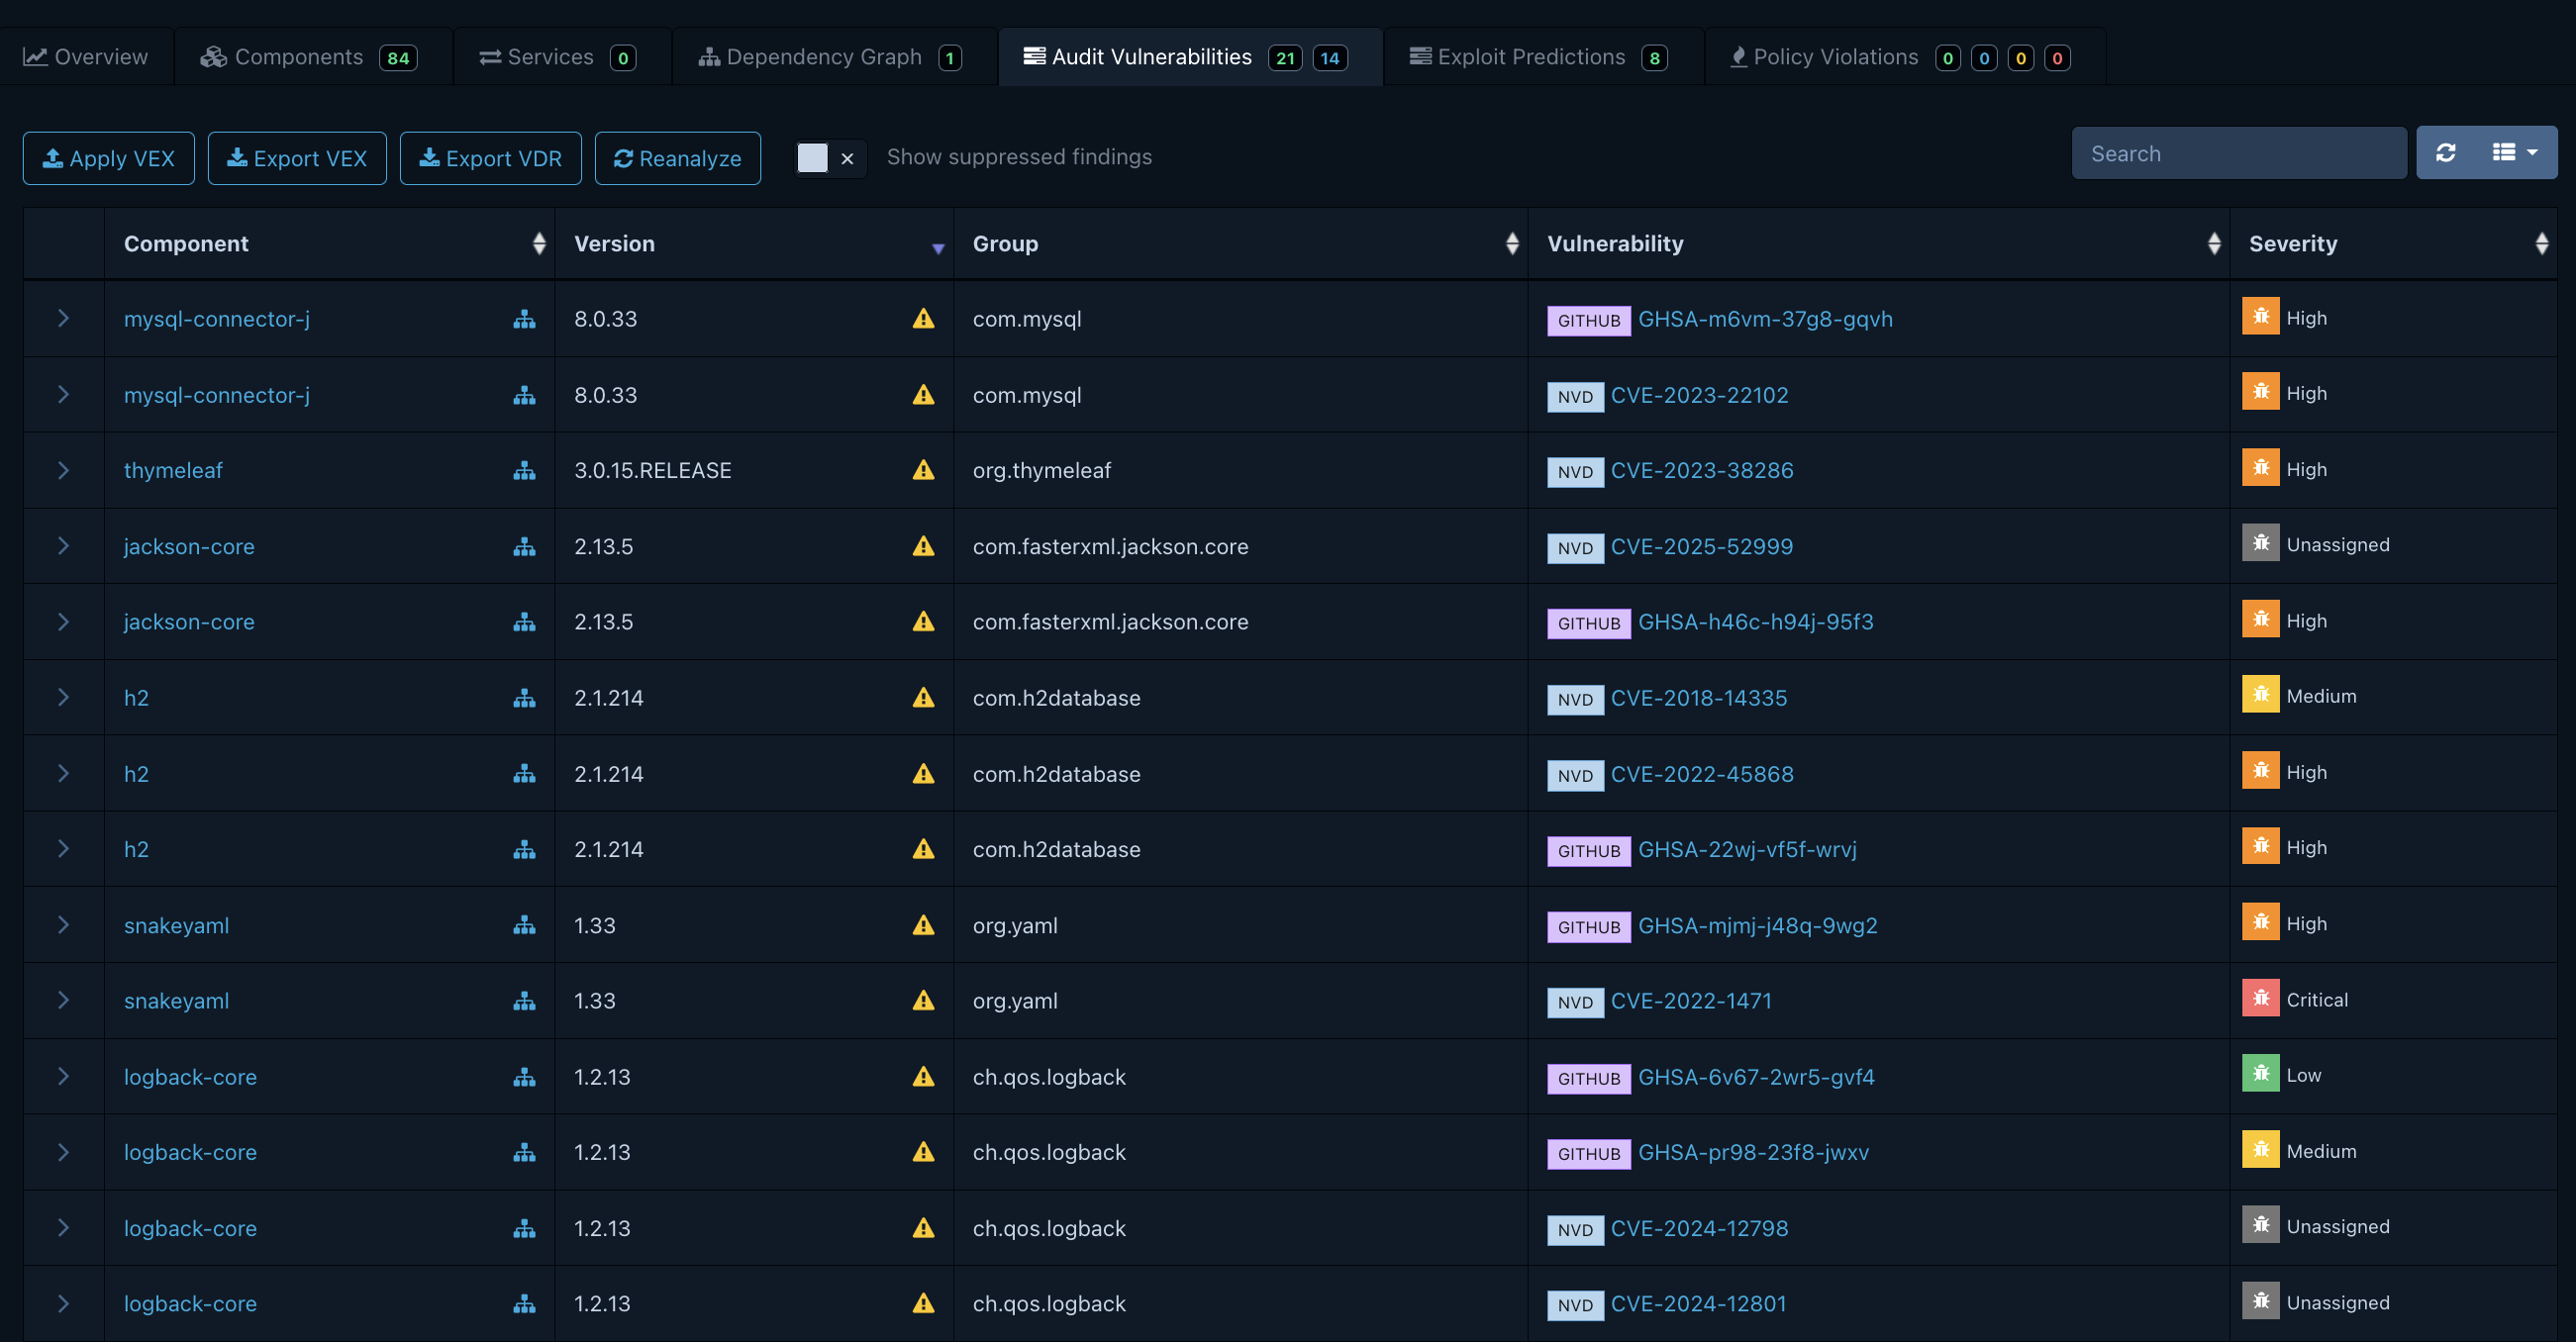 Overview Components 84 Services 0 Dependency Graph 1 Audit Vulnerabilities 21 14 Exploit Predictions 8 Policy Violations 0 0 0 0
Apply VEX Export VEX Export VDR Reanalyze Show suppressed findings Search
Component Version Group Vulnerability Severity
mysql-connector-j 8.0.33 com.mysql GITHUB GHSA-m6vm-37g8-gqvh High
mysql-connector-j 8.0.33 com.mysql NVD CVE-2023-22102 High
thymeleaf 3.0.15.RELEASE org.thymeleaf NVD CVE-2023-38286 High
jackson-core 2.13.5 com.fasterxml.jackson.core NVD CVE-2025-52999 Unassigned
jackson-core 2.13.5 com.fasterxml.jackson.core GITHUB GHSA-h46c-h94j-95f3 High
h2 2.1.214 com.h2database NVD CVE-2018-14335 Medium
h2 2.1.214 com.h2database NVD CVE-2022-45868 High
h2 2.1.214 com.h2database GITHUB GHSA-22wj-vf5f-wrvj High
snakeyaml 1.33 org.yaml GITHUB GHSA-mjmj-j48q-9wg2 High
snakeyaml 1.33 org.yaml NVD CVE-2022-1471 Critical
logback-core 1.2.13 ch.qos.logback GITHUB GHSA-6v67-2wr5-gvf4 Low
logback-core 1.2.13 ch.qos.logback GITHUB GHSA-pr98-23f8-jwxv Medium
logback-core 1.2.13 ch.qos.logback NVD CVE-2024-12798 Unassigned
logback-core 1.2.13 ch.qos.logback NVD CVE-2024-12801 Unassigned